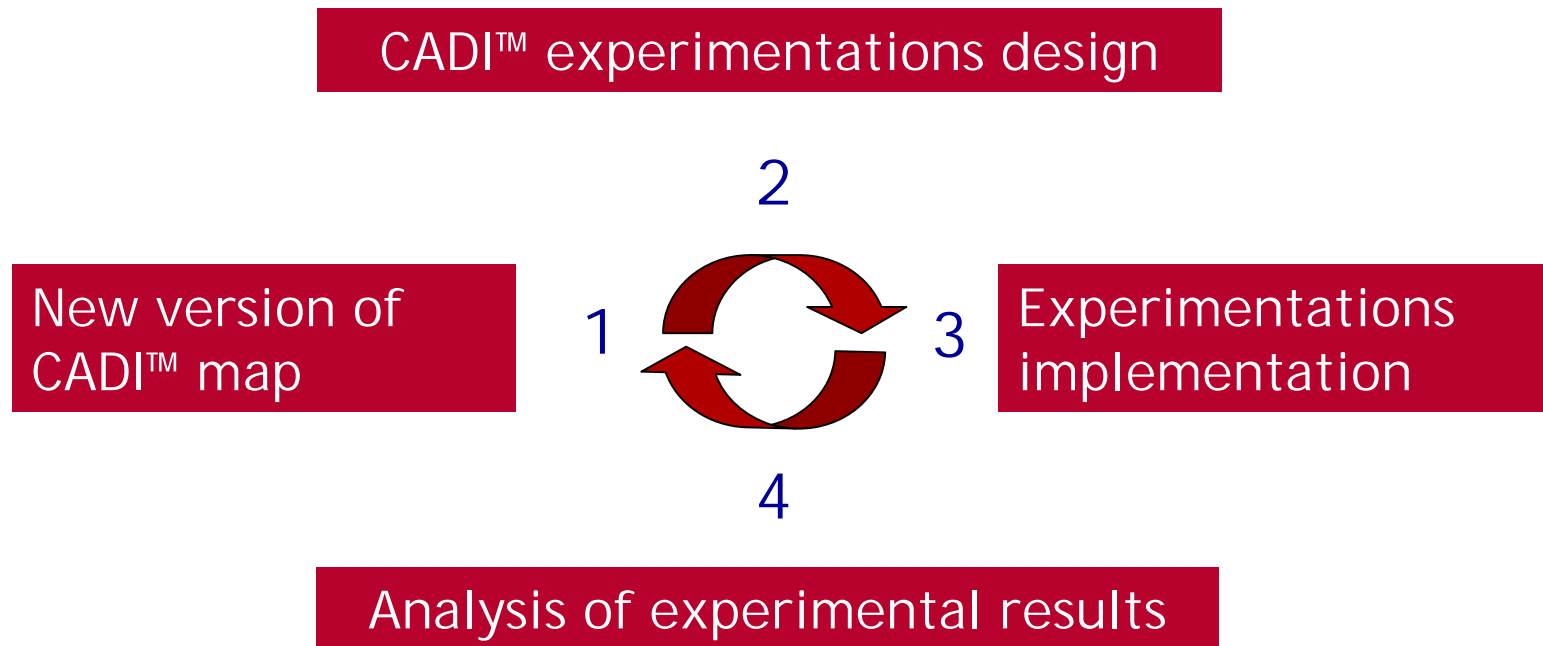 CADI™ experimentations design
2
New version of
CADI™ map
1
3
Experimentations
implementation
4
Analysis of experimental results